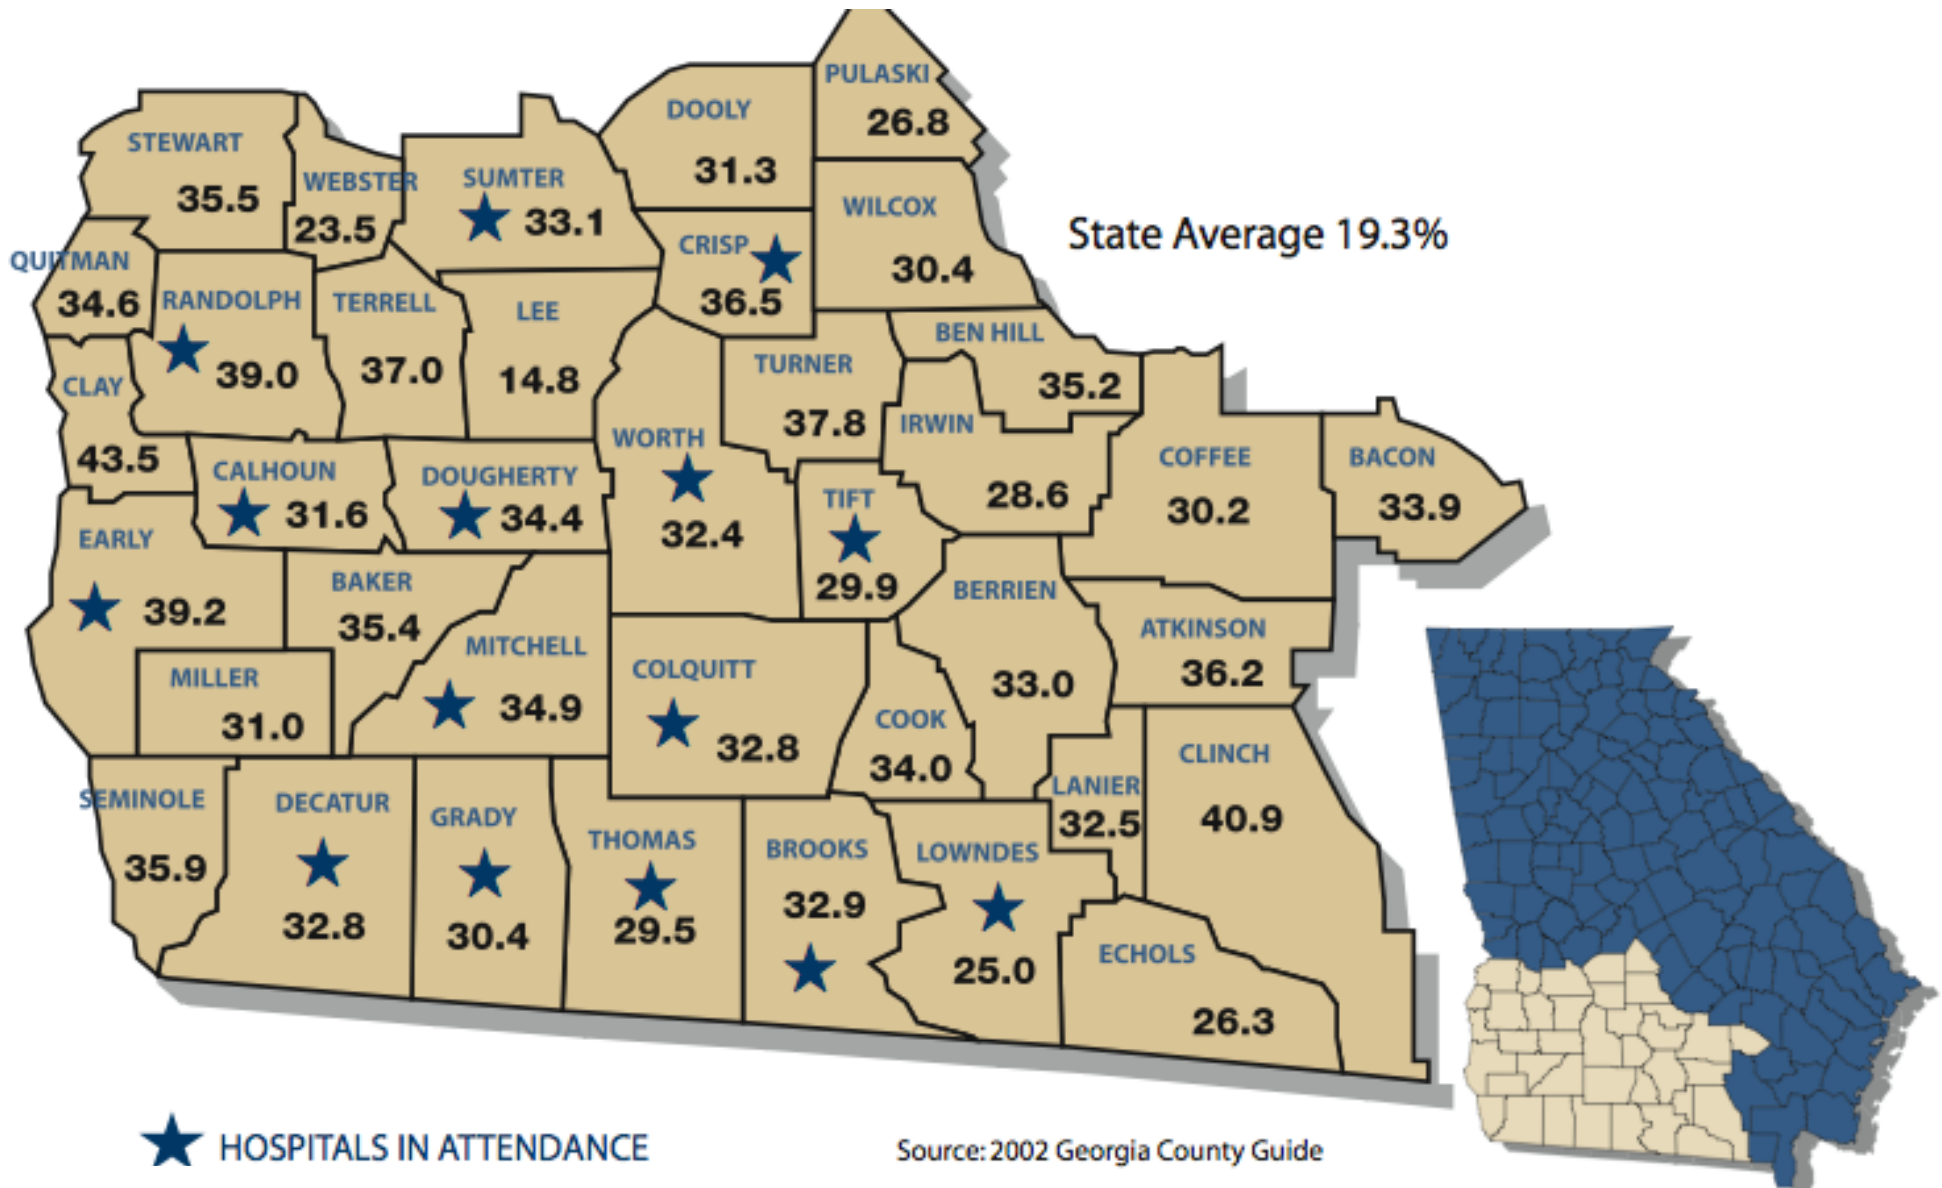 PULASKI
26.8
DOOLY
31.3
STEWART
35.5
WEBSTER
23.5
SUMTER
33.1
WILCOX
30.4
State Average 19.3%
CRISP
36.5
QUITMAN
34.6
RANDOLPH
39.0
TERRELL
37.0
LEE
14.8
BEN HILL
35.2
TURNER
37.8
CLAY
43.5
IRWIN
28.6
WORTH
32.4
COFFEE
30.2
BACON
33.9
CALHOUN
31.6
DOUGHERTY
34.4
TIFT
29.9
EARLY
39.2
BAKER
35.4
BERRIEN
33.0
ATKINSON
36.2
MITCHELL
34.9
COLQUITT
32.8
MILLER
31.0
COOK
34.0
CLINCH
40.9
LANIER
32.5
SEMINOLE
35.9
DECATUR
32.8
GRADY
30.4
THOMAS
29.5
BROOKS
32.9
LOWNDES
25.0
ECHOLS
26.3
HOSPITALS IN ATTENDANCE
Source: 2002 Georgia County Guide